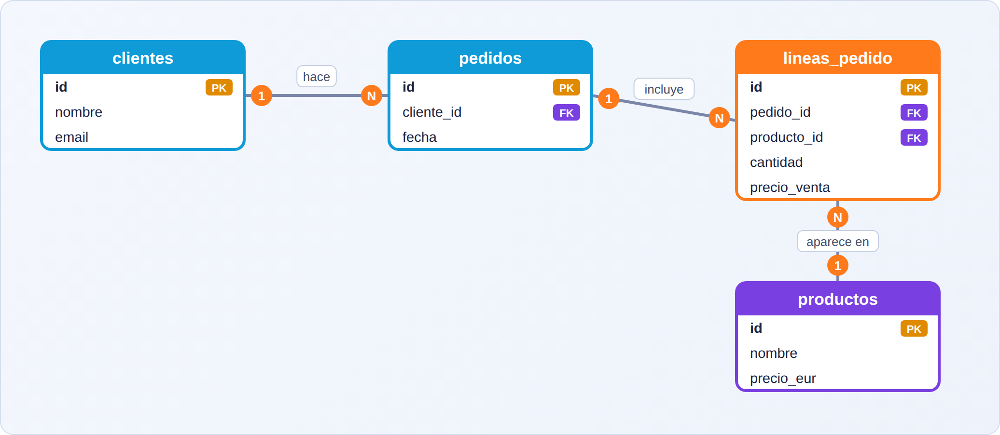 clientes
id PK
nombre
email
1
hace
N
pedidos
id PK
cliente_id FK
fecha
1
incluye
N
lineas_pedido
id PK
pedido_id FK
producto_id FK
cantidad
precio_venta
N
aparece en
1
productos
id PK
nombre
precio_eur